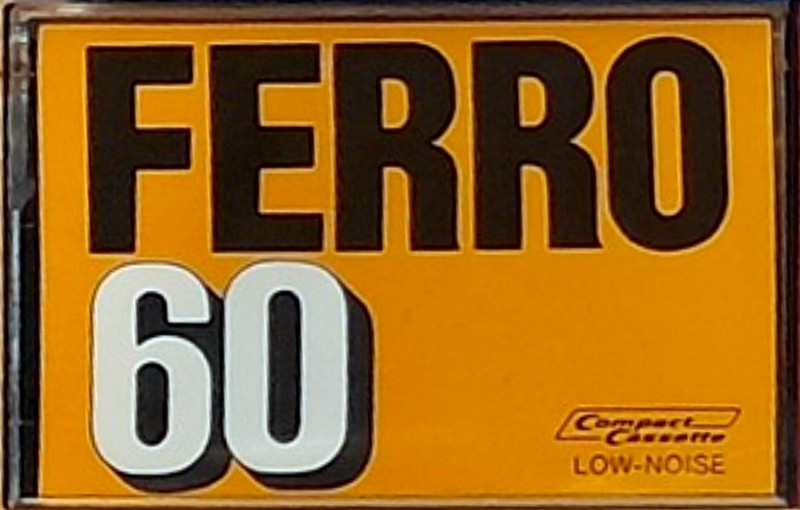 FERRO
60
Compact
Cassette
LOW-NOISE